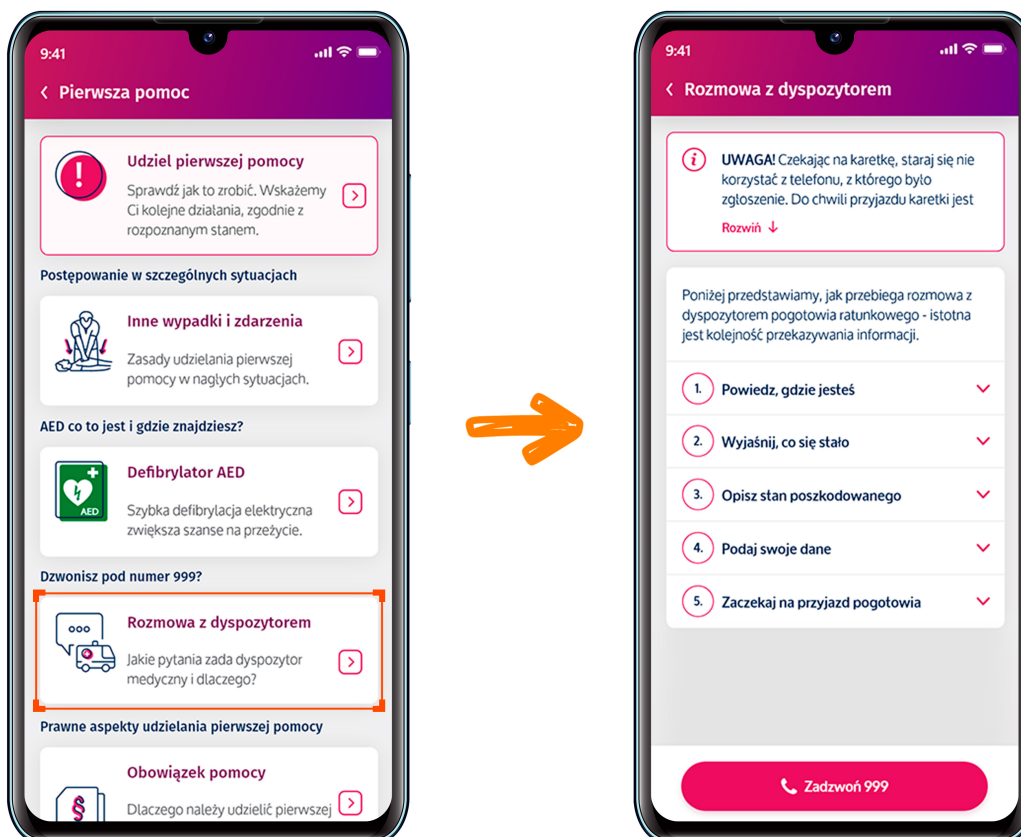 9:41
Pierwsza pomoc
Udziel pierwszej pomocy
Sprawdź jak to zrobić. Wskażemy
Ci kolejne działania, zgodnie z
rozpoznanym stanem.
Postępowanie w szczególnych sytuacjach
Inne wypadki i zdarzenia
Zasady udzielania pierwszej
pomocy w nagłych sytuacjach.
AED co to jest i gdzie znajdziesz?
AED
Defibrylator AED
Szybka defibrylacja elektryczna
zwiększa szanse na przeżycie.
Dzwonisz pod numer 999?
Rozmowa z dyspozytorem
Jakie pytania zada dyspozytor
medyczny i dlaczego?
Prawne aspekty udzielania pierwszej pomocy
§
Obowiązek pomocy
Dlaczego należy udzielić pierwszej
9:41
Rozmowa z dyspozytorem
UWAGA! Czekając na karetkę, staraj się nie
korzystać z telefonu, z którego było
zgłoszenie. Do chwili przyjazdu karetki jest
Rozwiń
Poniżej przedstawiamy, jak przebiega rozmowa z
dyspozytorem pogotowia ratunkowego - istotna
jest kolejność przekazywania informacji.
1. Powiedz, gdzie jesteś
2. Wyjaśnij, co się stało
3. Opisz stan poszkodowanego
4. Podaj swoje dane
5. Zaczekaj na przyjazd pogotowia
Zadzwoń 999